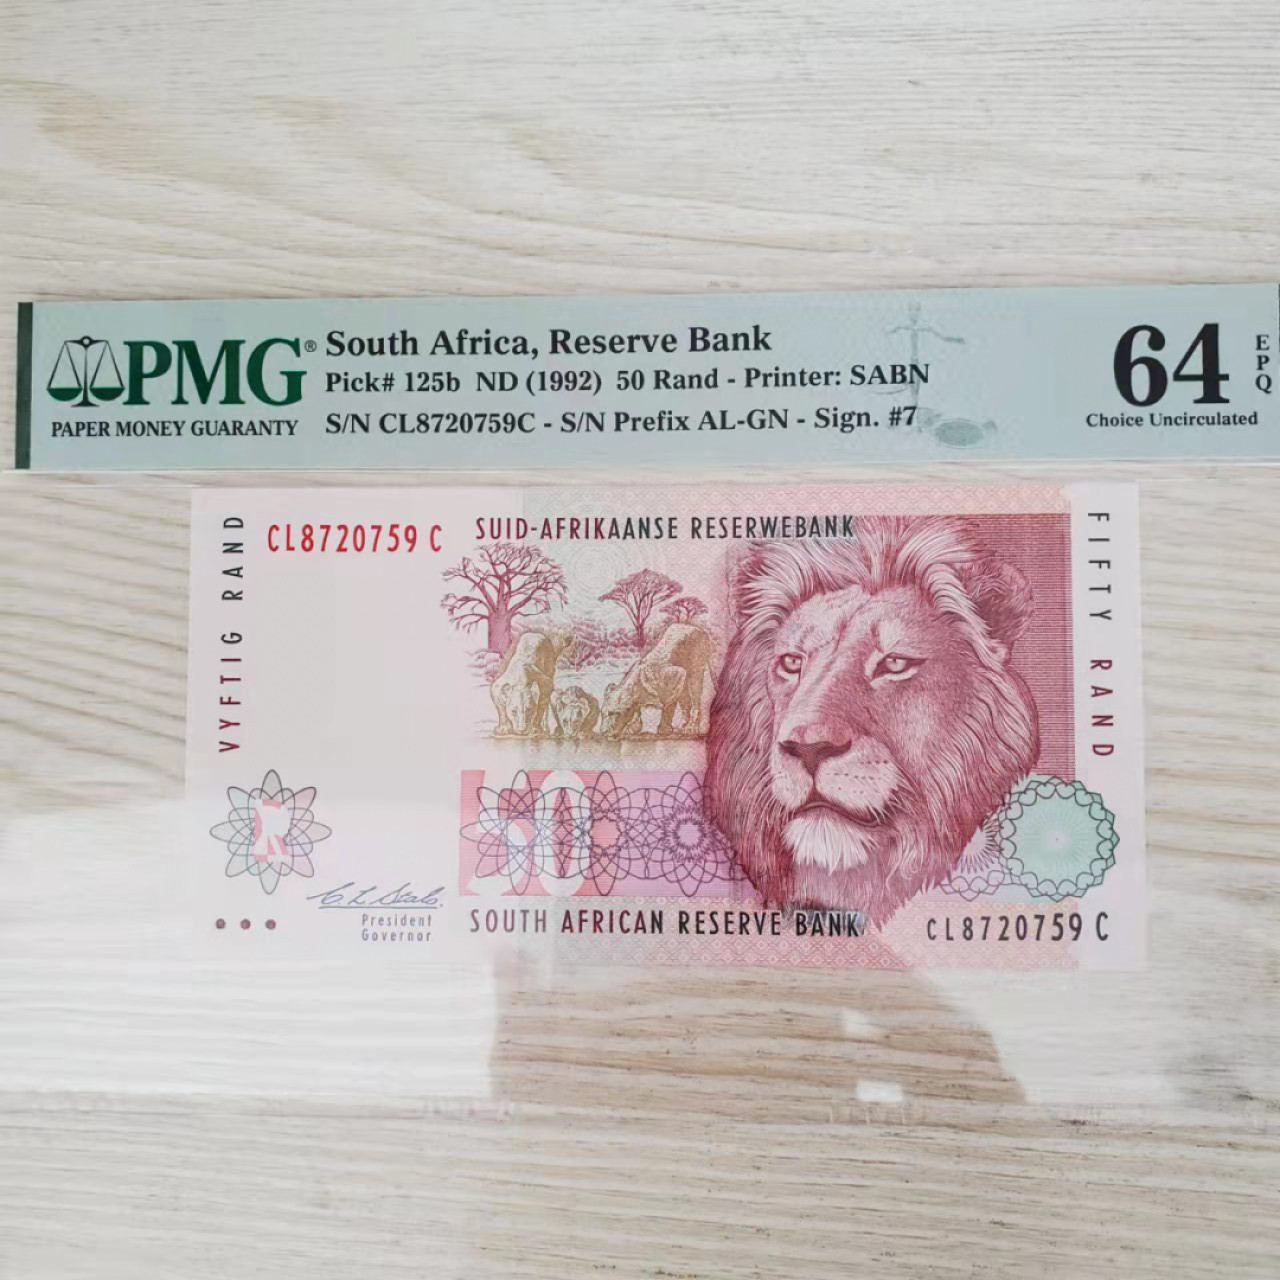 PMG®
PAPER MONEY GUARANTY
South Africa, Reserve Bank
Pick# 125b ND (1992) 50 Rand - Printer: SABN
S/N CL8720759C - S/N Prefix AL-GN - Sign. #7
64
EPQ
Choice Uncirculated
VYFTIG RAND
CL8720759 C
SUID-AFRIKAANSE RESERWEBANK
FIFTY RAND
R
50
C L Stals.
President
Governor
SOUTH AFRICAN RESERVE BANK
CL8720759 C